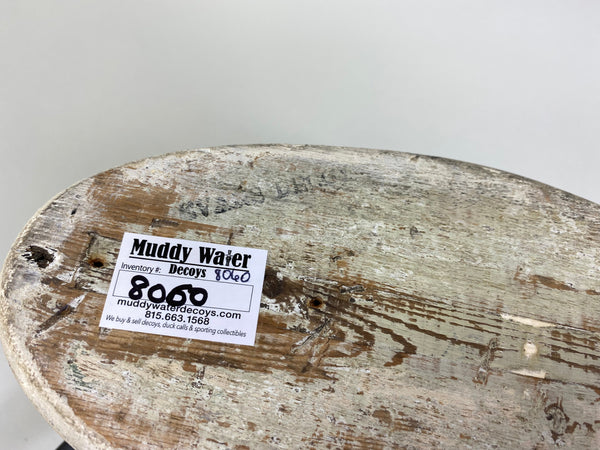 Muddy Water
Inventory #: Decoys 8060
8060
muddywaterdecoys.com
815.663.1568
We buy & sell decoys, duck calls & sporting collectibles